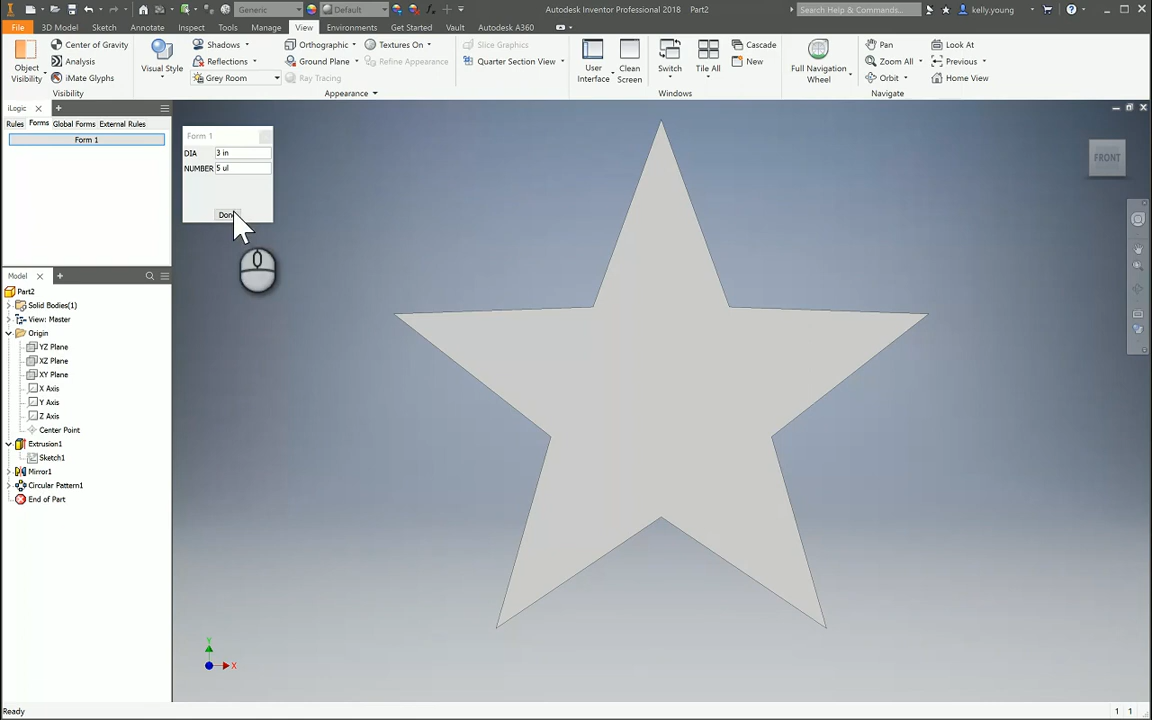 Generic
Default
Autodesk Inventor Professional 2018 Part2
Search Help & Commands...
kelly.young
File 3D Model Sketch Annotate Inspect Tools Manage View Environments Get Started Vault Autodesk A360
Object
Visibility
Center of Gravity
Analysis
iMate Glyphs
Visibility
Visual Style
Shadows
Reflections
Grey Room
Orthographic
Ground Plane
Ray Tracing
Textures On
Refine Appearance
Appearance
Slice Graphics
Quarter Section View
User
Interface
Clean
Screen
Switch
Tile All
Cascade
New
Windows
Full Navigation
Wheel
Pan
Zoom All
Orbit
Look At
Previous
Home View
Navigate
iLogic
Rules Forms Global Forms External Rules
Form 1
Form 1
DIA 3 in
NUMBER 5 ul
FRONT
Model
Part2
Solid Bodies(1)
View: Master
Origin
YZ Plane
XZ Plane
XY Plane
X Axis
Y Axis
Z Axis
Center Point
Extrusion1
Sketch1
Mirror1
Circular Pattern1
End of Part
Y
X
Ready
1 1